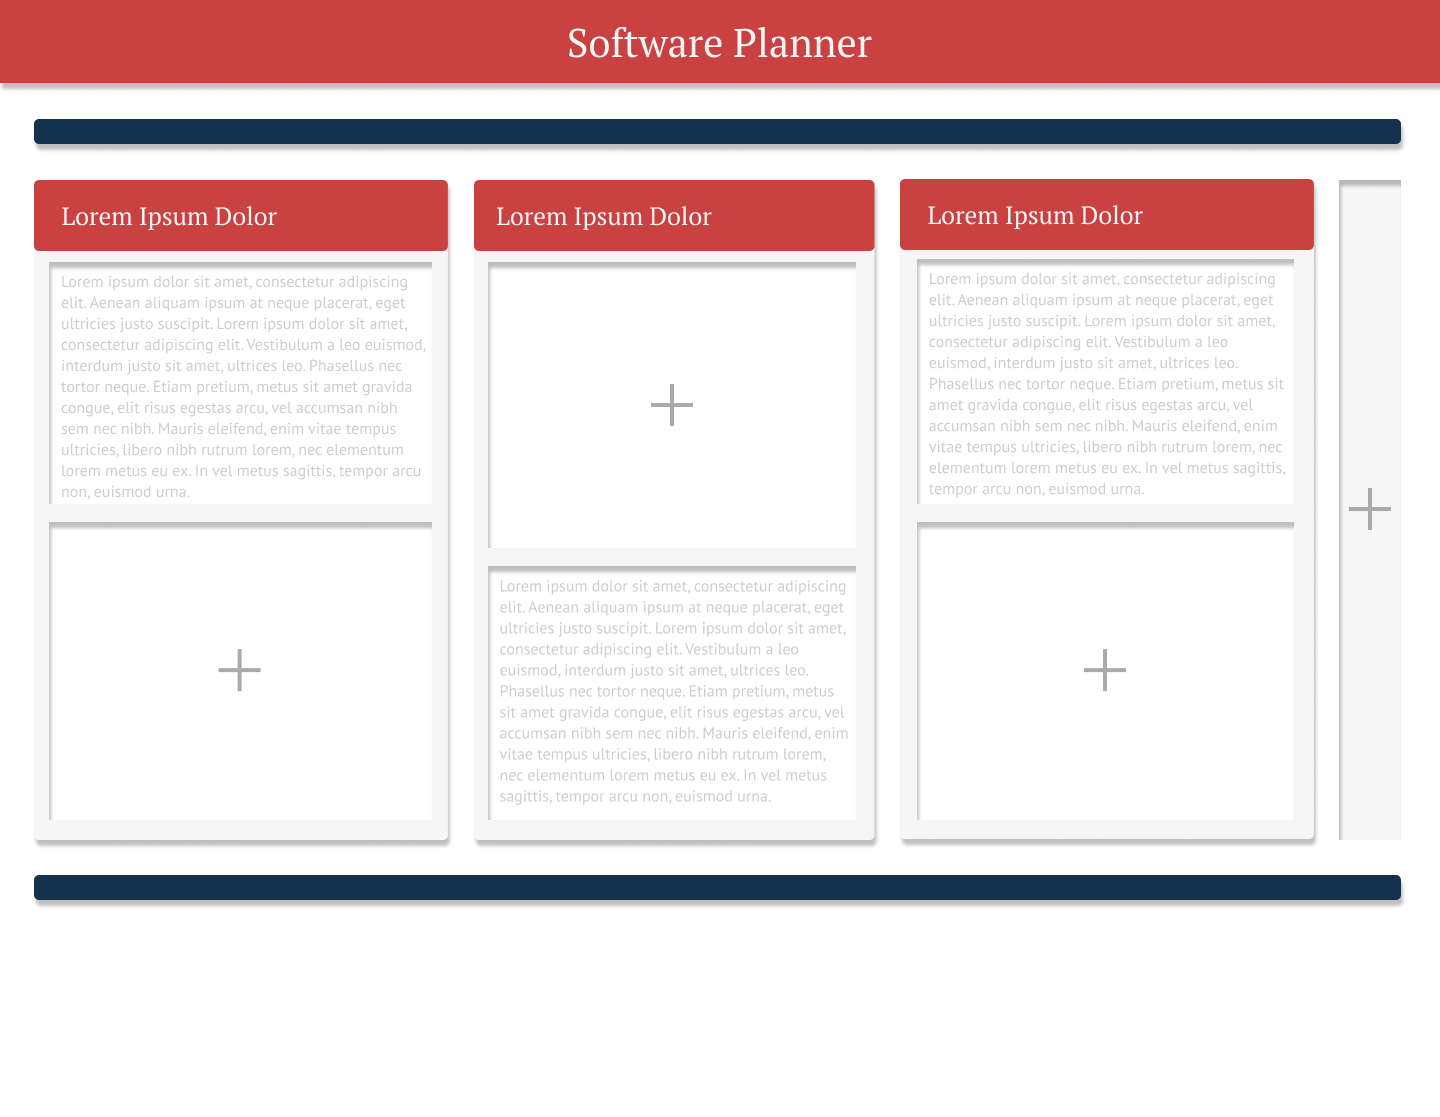 Software Planner
Lorem Ipsum Dolor
Lorem ipsum dolor sit amet, consectetur adipiscing
elit. Aenean aliquam ipsum at neque placerat, eget
ultricies justo suscipit. Lorem ipsum dolor sit amet,
consectetur adipiscing elit. Vestibulum a leo euismod,
interdum justo sit amet, ultrices leo. Phasellus nec
tortor neque. Etiam pretium, metus sit amet gravida
congue, elit risus egestas arcu, vel accumsan nibh
sem nec nibh. Mauris eleifend, enim vitae tempus
ultricies, libero nibh rutrum lorem, nec elementum
lorem metus eu ex. In vel metus sagittis, tempor arcu
non, euismod urna.
Lorem Ipsum Dolor
Lorem ipsum dolor sit amet, consectetur adipiscing
elit. Aenean aliquam ipsum at neque placerat, eget
ultricies justo suscipit. Lorem ipsum dolor sit amet,
consectetur adipiscing elit. Vestibulum a leo
euismod, interdum justo sit amet, ultrices leo.
Phasellus nec tortor neque. Etiam pretium, metus
sit amet gravida congue, elit risus egestas arcu, vel
accumsan nibh sem nec nibh. Mauris eleifend, enim
vitae tempus ultricies, libero nibh rutrum lorem,
nec elementum lorem metus eu ex. In vel metus
sagittis, tempor arcu non, euismod urna.
Lorem Ipsum Dolor
Lorem ipsum dolor sit amet, consectetur adipiscing
elit. Aenean aliquam ipsum at neque placerat, eget
ultricies justo suscipit. Lorem ipsum dolor sit amet,
consectetur adipiscing elit. Vestibulum a leo
euismod, interdum justo sit amet, ultrices leo.
Phasellus nec tortor neque. Etiam pretium, metus sit
amet gravida congue, elit risus egestas arcu, vel
accumsan nibh sem nec nibh. Mauris eleifend, enim
vitae tempus ultricies, libero nibh rutrum lorem, nec
elementum lorem metus eu ex. In vel metus sagittis,
tempor arcu non, euismod urna.